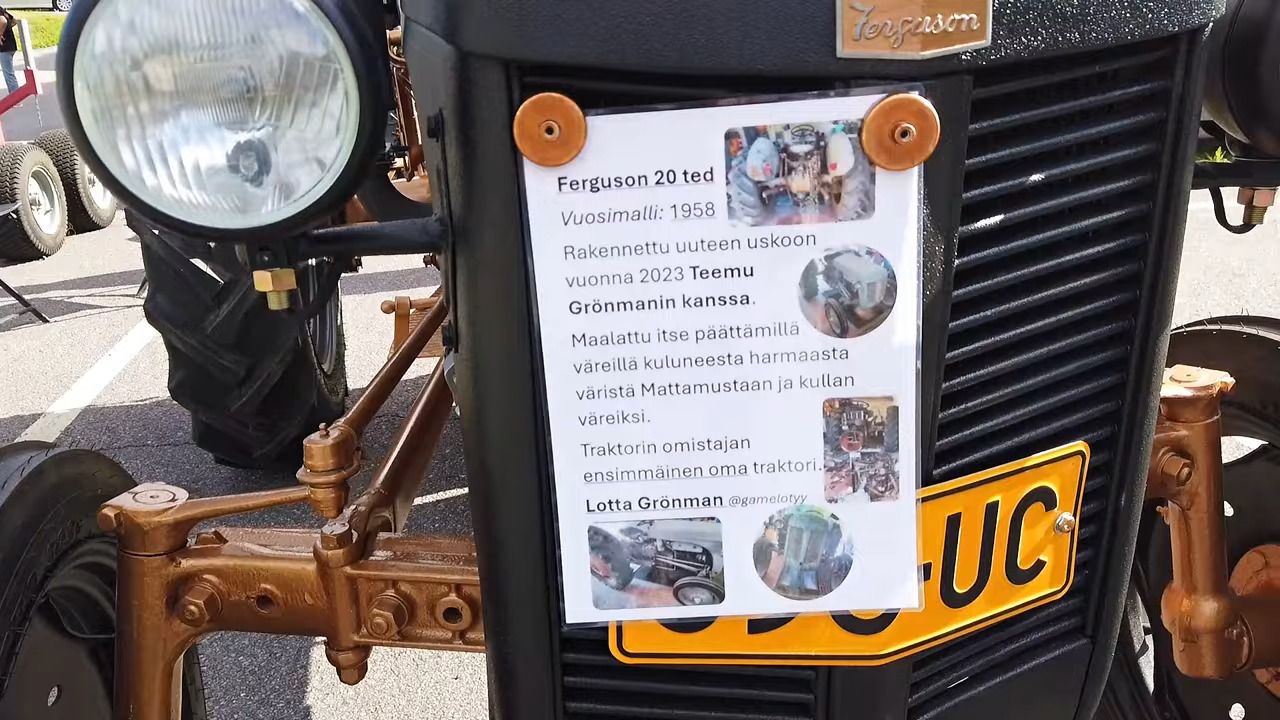 Ferguson
Ferguson 20 ted
Vuosimalli: 1958
Rakennettu uuteen uskoon
vuonna 2023 Teemu
Grönmanin kanssa.
Maalattu itse päättämillä
väreillä kuluneesta harmaasta
väristä Mattamustaan ja kullan
väreiksi.
Traktorin omistajan
ensimmäinen oma traktori.
Lotta Grönman @gamelotyy
-UC